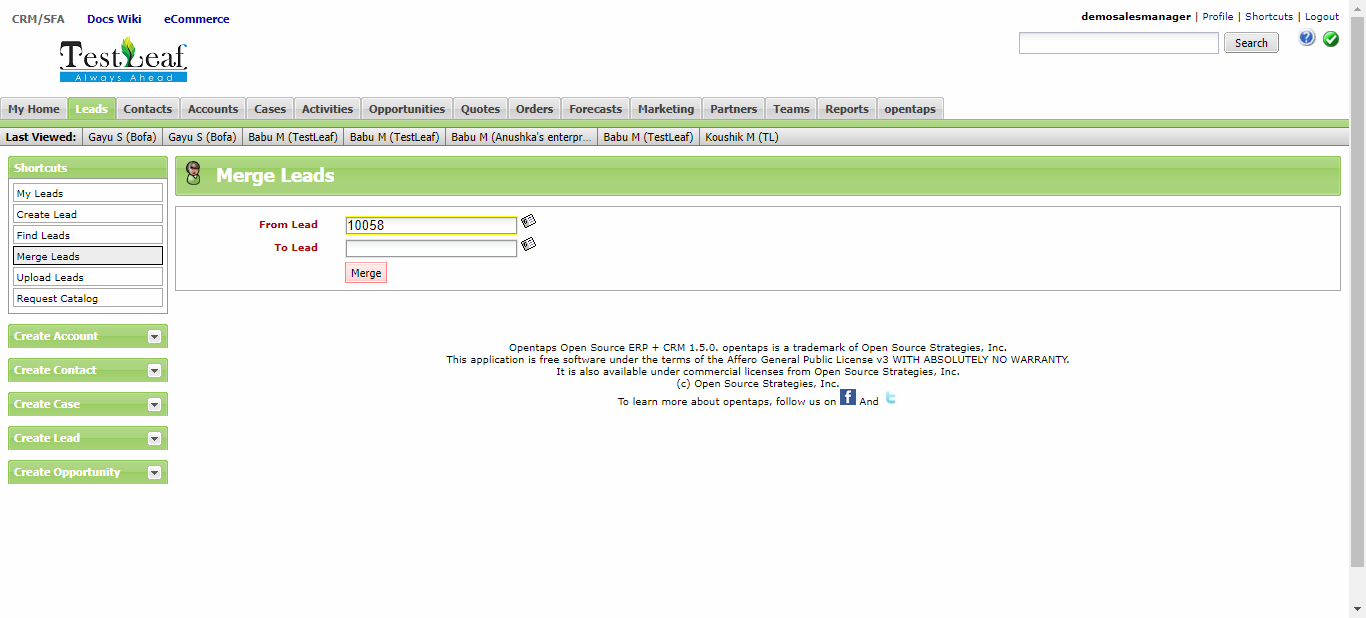 CRM/SFA Docs Wiki eCommerce
demosalesmanager | Profile | Shortcuts | Logout
TestLeaf
Always Ahead
Search
My Home Leads Contacts Accounts Cases Activities Opportunities Quotes Orders Forecasts Marketing Partners Teams Reports opentaps
Last Viewed: Gayu S (Bofa) Gayu S (Bofa) Babu M (TestLeaf) Babu M (TestLeaf) Babu M (Anushka's enterpr... Babu M (TestLeaf) Koushik M (TL)
Shortcuts
My Leads
Create Lead
Find Leads
Merge Leads
Upload Leads
Request Catalog
Create Account
Create Contact
Create Case
Create Lead
Create Opportunity
Merge Leads
From Lead 10058
To Lead
Merge
Opentaps Open Source ERP + CRM 1.5.0. opentaps is a trademark of Open Source Strategies, Inc.
This application is free software under the terms of the Affero General Public License v3 WITH ABSOLUTELY NO WARRANTY.
It is also available under commercial licenses from Open Source Strategies, Inc.
(c) Open Source Strategies, Inc.
To learn more about opentaps, follow us on f And t